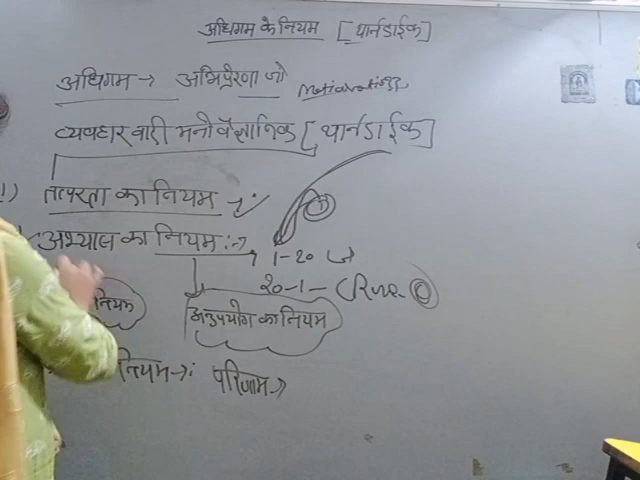 अधिगम के नियम [थार्नडाईक]
अधिगम → अभिप्रेरणा जो Motivation
व्यवहारवादी मनोवैज्ञानिक [थार्नडाईक]
1) तत्परता का नियम →:
अभ्यास का नियम :→
1-20
20-1-
नियम अनुपयोग का नियम
नियम →: परिणाम →